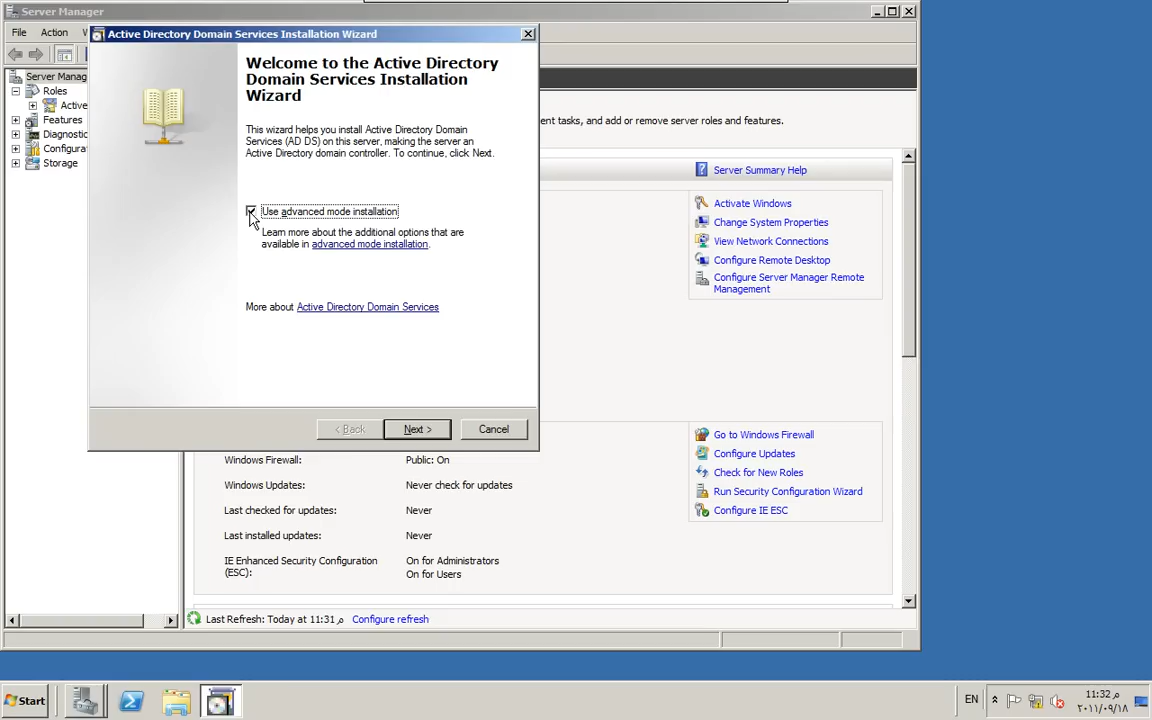 Server Manager
File
Action
Active Directory Domain Services Installation Wizard
Server Manag
Roles
Active
Features
Diagnostic
Configura
Storage
Welcome to the Active Directory
Domain Services Installation
Wizard
This wizard helps you install Active Directory Domain
Services (AD DS) on this server, making the server an
Active Directory domain controller. To continue, click Next.
Use advanced mode installation
Learn more about the additional options that are
available in advanced mode installation.
More about Active Directory Domain Services
< Back
Next >
Cancel
ent tasks, and add or remove server roles and features.
Server Summary Help
Activate Windows
Change System Properties
View Network Connections
Configure Remote Desktop
Configure Server Manager Remote
Management
Go to Windows Firewall
Configure Updates
Check for New Roles
Run Security Configuration Wizard
Configure IE ESC
Windows Firewall: Public: On
Windows Updates: Never check for updates
Last checked for updates: Never
Last installed updates: Never
IE Enhanced Security Configuration
(ESC):
On for Administrators
On for Users
Last Refresh: Today at 11:31 م Configure refresh
Start
EN
11:32 م
٢٠١١/٠٩/١٨